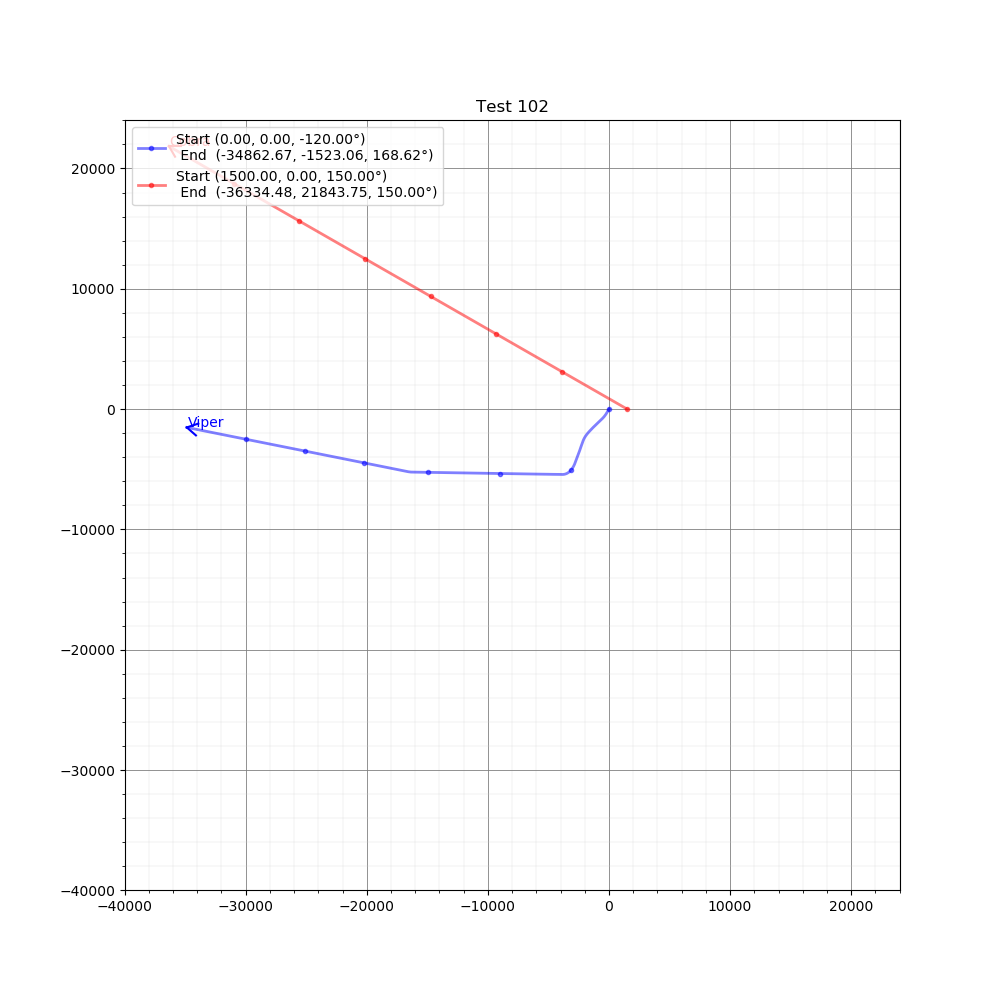 Test 102
Start (0.00, 0.00, -120.00°)
End (-34862.67, -1523.06, 168.62°)
Start (1500.00, 0.00, 150.00°)
End (-36334.48, 21843.75, 150.00°)
Viper
20000
10000
0
−10000
−20000
−30000
−40000
−40000 −30000 −20000 −10000 0 10000 20000